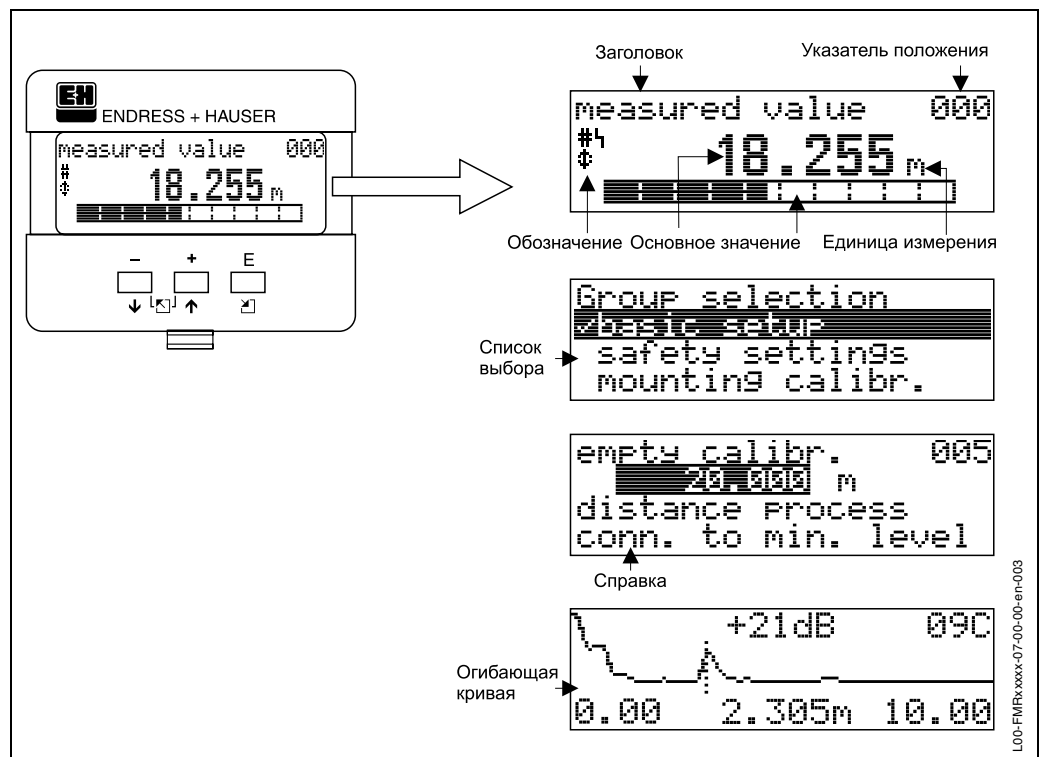 E+H
ENDRESS + HAUSER
measured value 000
#
18.255 m
- + E
Заголовок
Указатель положения
measured value 000
#
18.255 m
Обозначение
Основное значение
Единица измерения
Group selection
✓basic setup
safety settings
mounting calibr.
Список
выбора
empty calibr. 005
20.000 m
distance process
conn. to min. level
Справка
+21dB 09C
0.00 2.305m 10.00
Огибающая
кривая
L00-FMRxxxxx-07-00-00-en-003